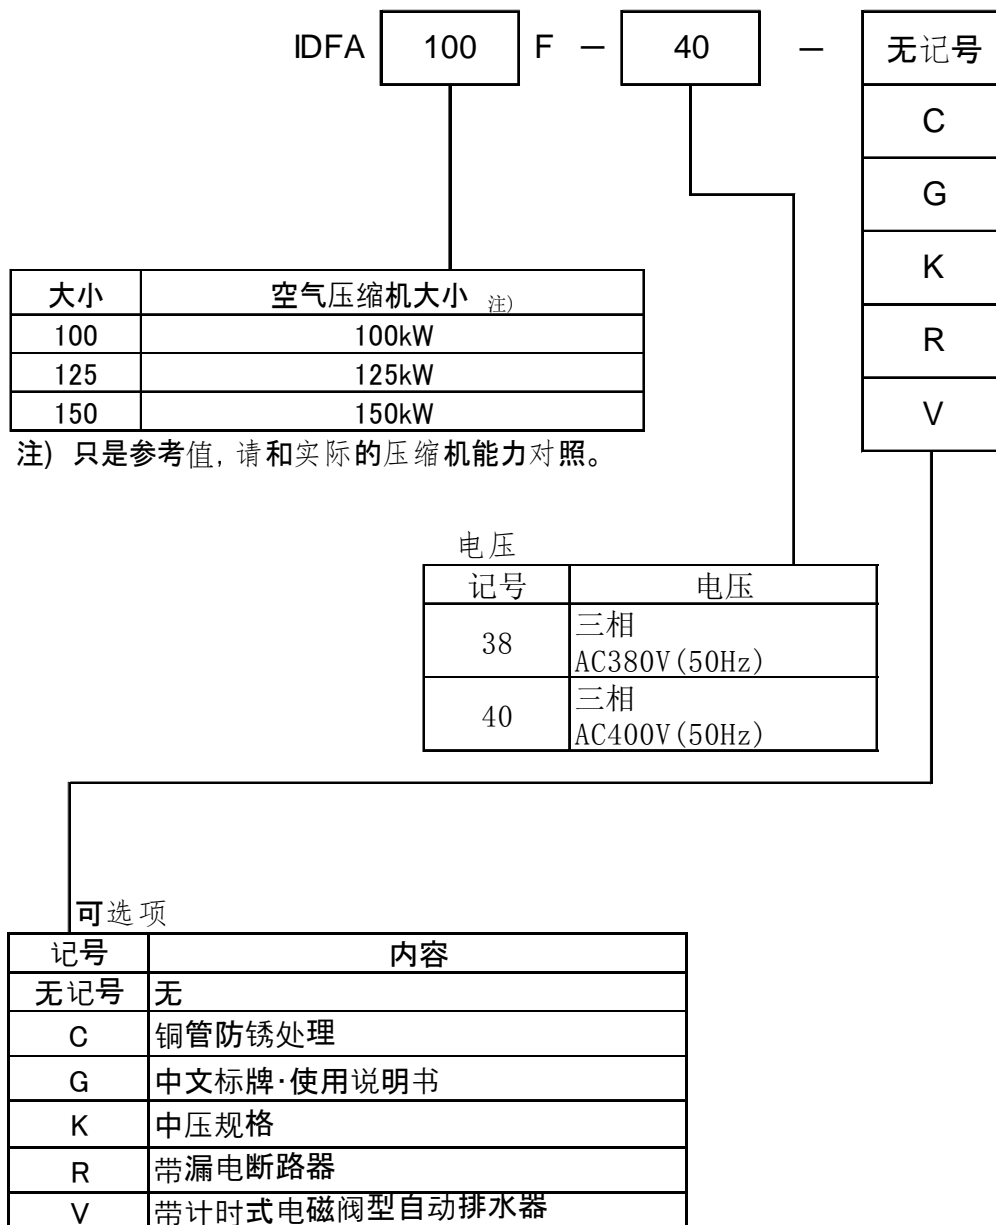 IDFA 100 F － 40 － 无记号
C
G
K
R
V
大小 空气压缩机大小 注)
100 100kW
125 125kW
150 150kW
注) 只是参考值, 请和实际的压缩机能力对照。
电压
记号 电压
38 三相
AC380V(50Hz)
40 三相
AC400V(50Hz)
可选项
记号 内容
无记号 无
C 铜管防锈处理
G 中文标牌·使用说明书
K 中压规格
R 带漏电断路器
V 带计时式电磁阀型自动排水器